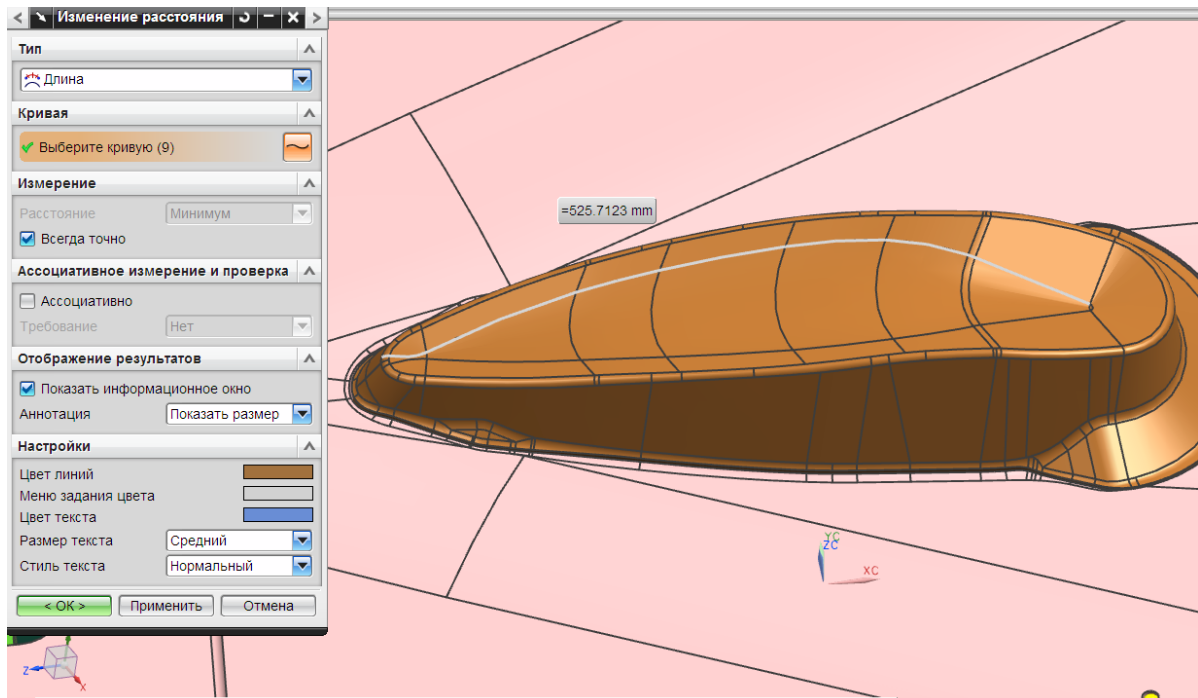 Изменение расстояния
Тип
Длина
Кривая
Выберите кривую (9)
Измерение
Расстояние Минимум
Всегда точно
Ассоциативное измерение и проверка
Ассоциативно
Требование Нет
Отображение результатов
Показать информационное окно
Аннотация Показать размер
Настройки
Цвет линий
Меню задания цвета
Цвет текста
Размер текста Средний
Стиль текста Нормальный
< OK > Применить Отмена
=525.7123 mm
YC
ZC
XC
Z
X